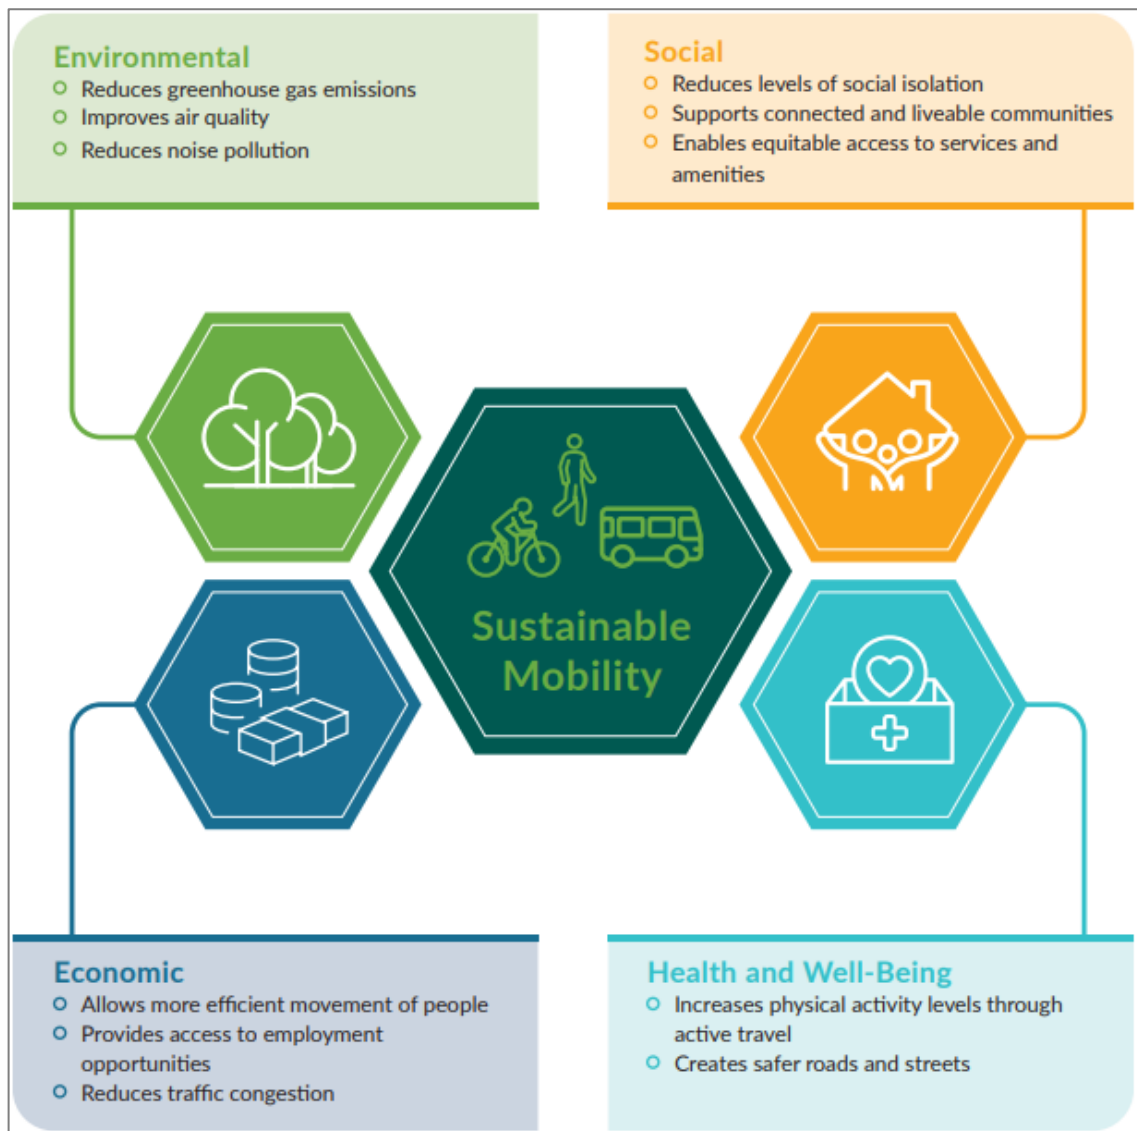 Environmental
Reduces greenhouse gas emissions
Improves air quality
Reduces noise pollution
Social
Reduces levels of social isolation
Supports connected and liveable communities
Enables equitable access to services and
amenities
Sustainable
Mobility
Economic
Allows more efficient movement of people
Provides access to employment
opportunities
Reduces traffic congestion
Health and Well-Being
Increases physical activity levels through
active travel
Creates safer roads and streets